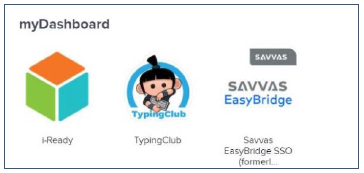 myDashboard
SAVVAS
SAVVAS
EasyBridge
TypingClub
i-Ready
TypingClub
Savvas
EasyBridge SSO
(formerl...